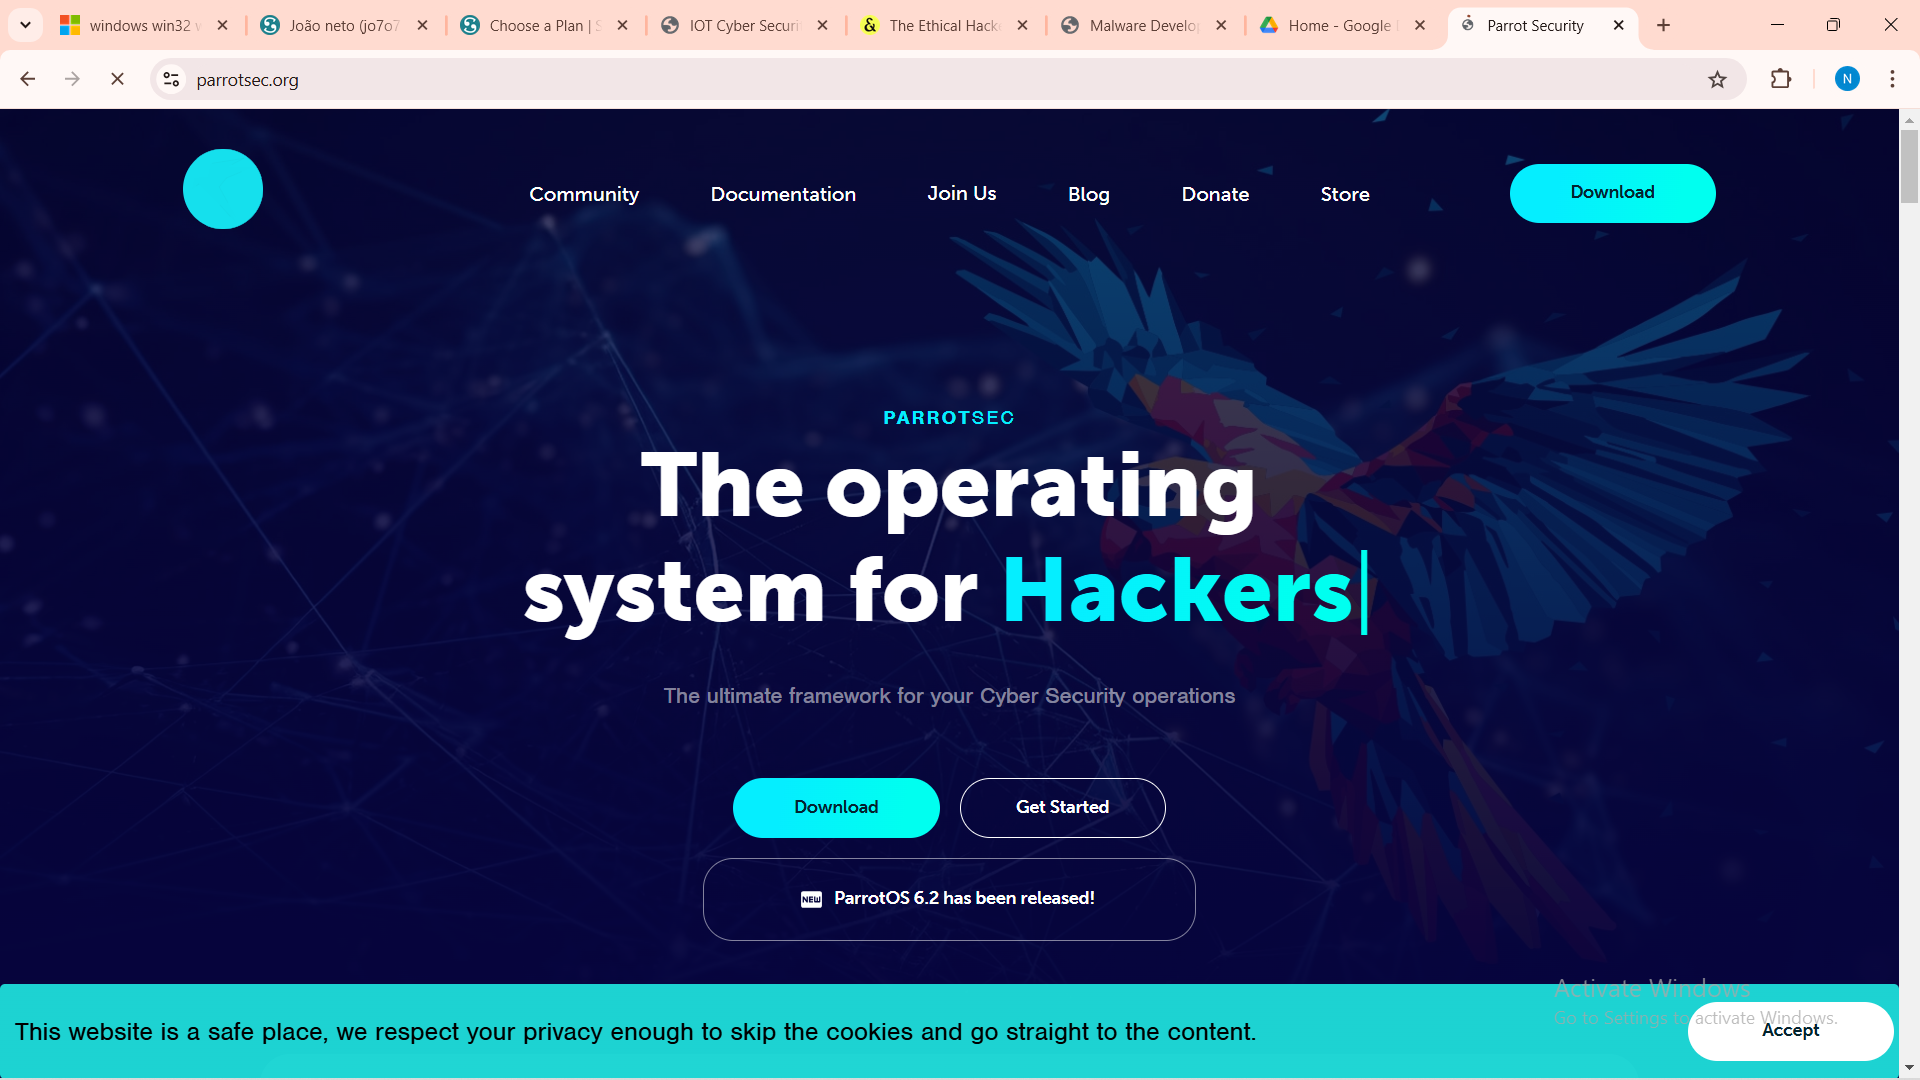 windows win32 
João neto (jo7o7
Choose a Plan | S
IOT Cyber Securi
The Ethical Hack
Malware Develop
Home - Google
Parrot Security
parrotsec.org
N
Community
Documentation
Join Us
Blog
Donate
Store
Download
PARROTSEC
The operating
system for Hackers
The ultimate framework for your Cyber Security operations
Download
Get Started
NEW ParrotOS 6.2 has been released!
Activate Windows
Go to Settings to activate Windows.
This website is a safe place, we respect your privacy enough to skip the cookies and go straight to the content.
Accept